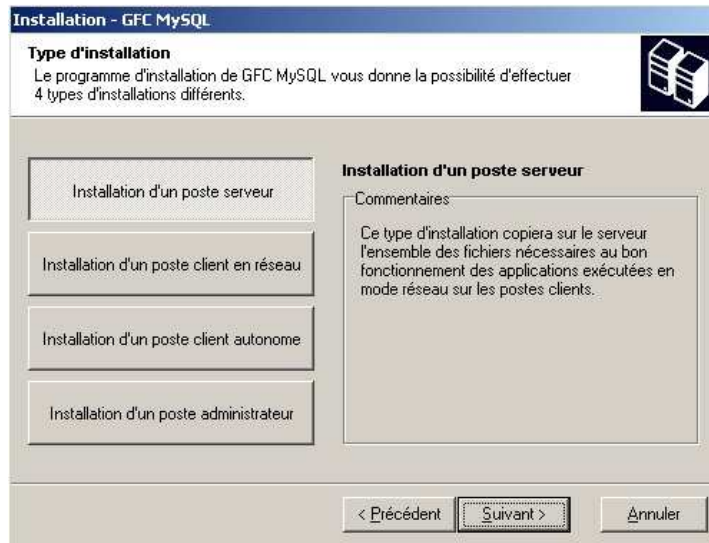 Installation - GFC MySQL
Type d'installation
Le programme d'installation de GFC MySQL vous donne la possibilité d'effectuer
4 types d'installations différents.
Installation d'un poste serveur
Installation d'un poste client en réseau
Installation d'un poste client autonome
Installation d'un poste administrateur
Installation d'un poste serveur
Commentaires
Ce type d'installation copiera sur le serveur
l'ensemble des fichiers nécessaires au bon
fonctionnement des applications exécutées en
mode réseau sur les postes clients.
< Précédent
Suivant >
Annuler